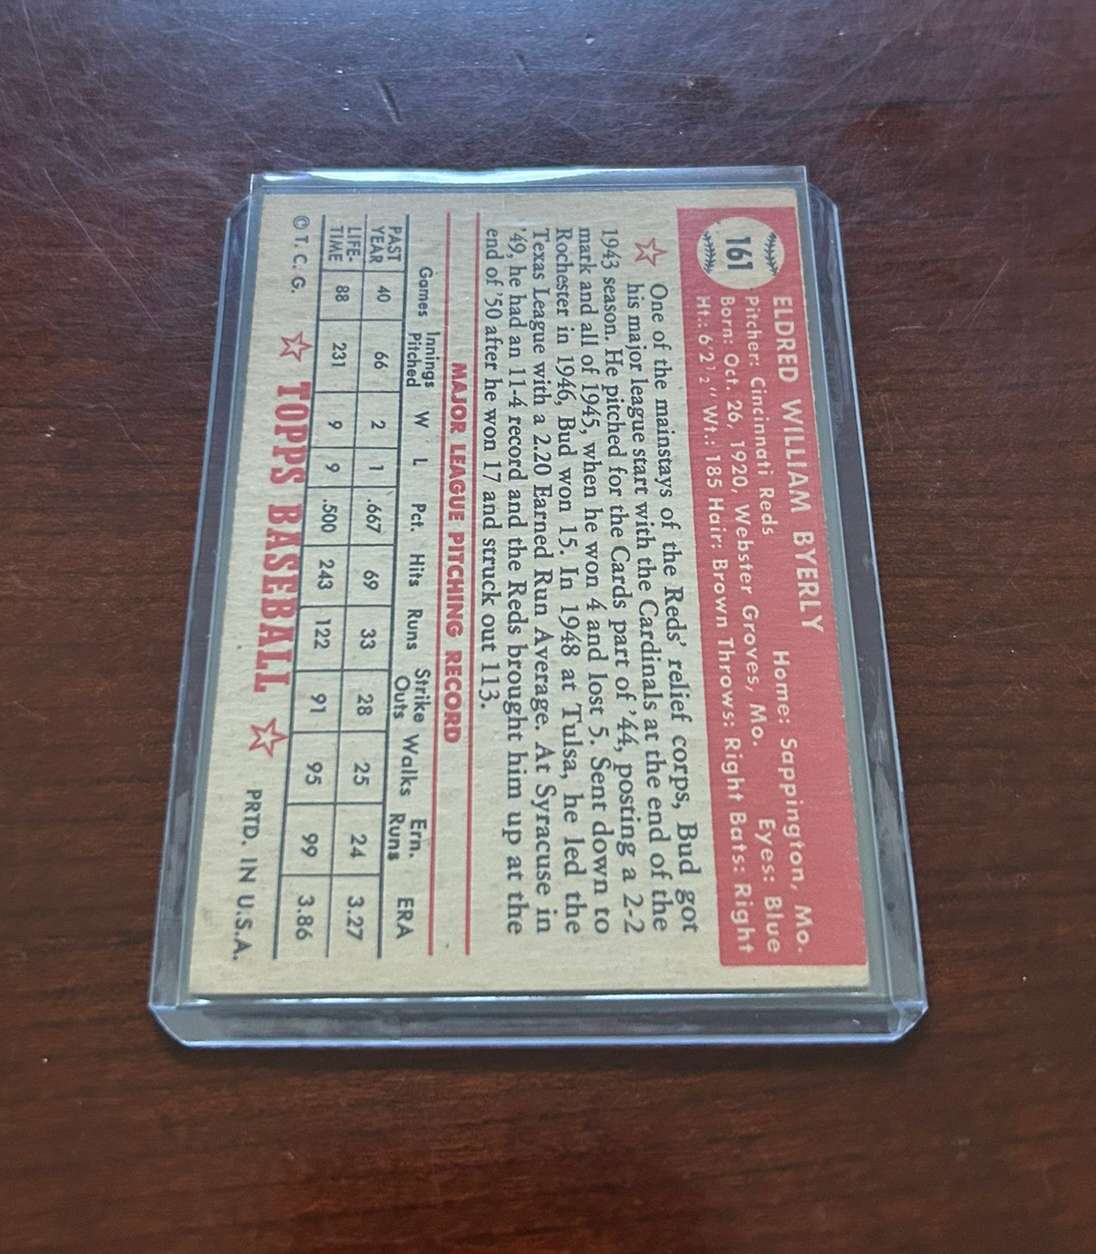 161
ELDRED WILLIAM BYERLY Home: Sappington, Mo.
Pitcher: Cincinnati Reds Eyes: Blue
Born: Oct. 26, 1920, Webster Groves, Mo.
Ht.: 6'2½" Wt.: 185 Hair: Brown Throws: Right Bats: Right
One of the mainstays of the Reds' relief corps, Bud got
his major league start with the Cardinals at the end of the
1943 season. He pitched for the Cards part of '44, posting a 2-2
mark and all of 1945, when he won 4 and lost 5. Sent down to
Rochester in 1946, Bud won 15. In 1948 at Tulsa, he led the
Texas League with a 2.20 Earned Run Average. At Syracuse in
'49, he had an 11-4 record and the Reds brought him up at the
end of '50 after he won 17 and struck out 113.
MAJOR LEAGUE PITCHING RECORD
Games Innings Pitched W L Pct. Hits Runs Strike Outs Walks Ern. Runs ERA
PAST YEAR 40 66 2 1 .667 69 33 28 25 24 3.27
LIFE-TIME 88 231 9 9 .500 243 122 91 95 99 3.86
© T. C. G. TOPPS BASEBALL PRTD. IN U.S.A.